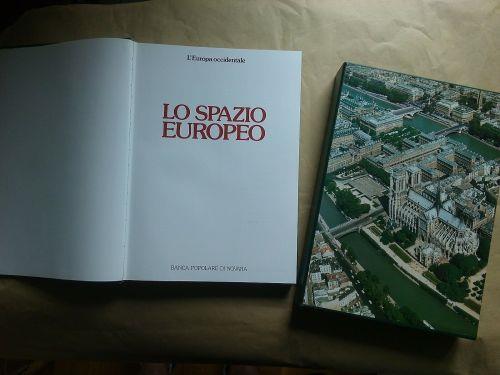 L'Europa occidentale
LO SPAZIO
EUROPEO
BANCA POPOLARE DI NOVARA